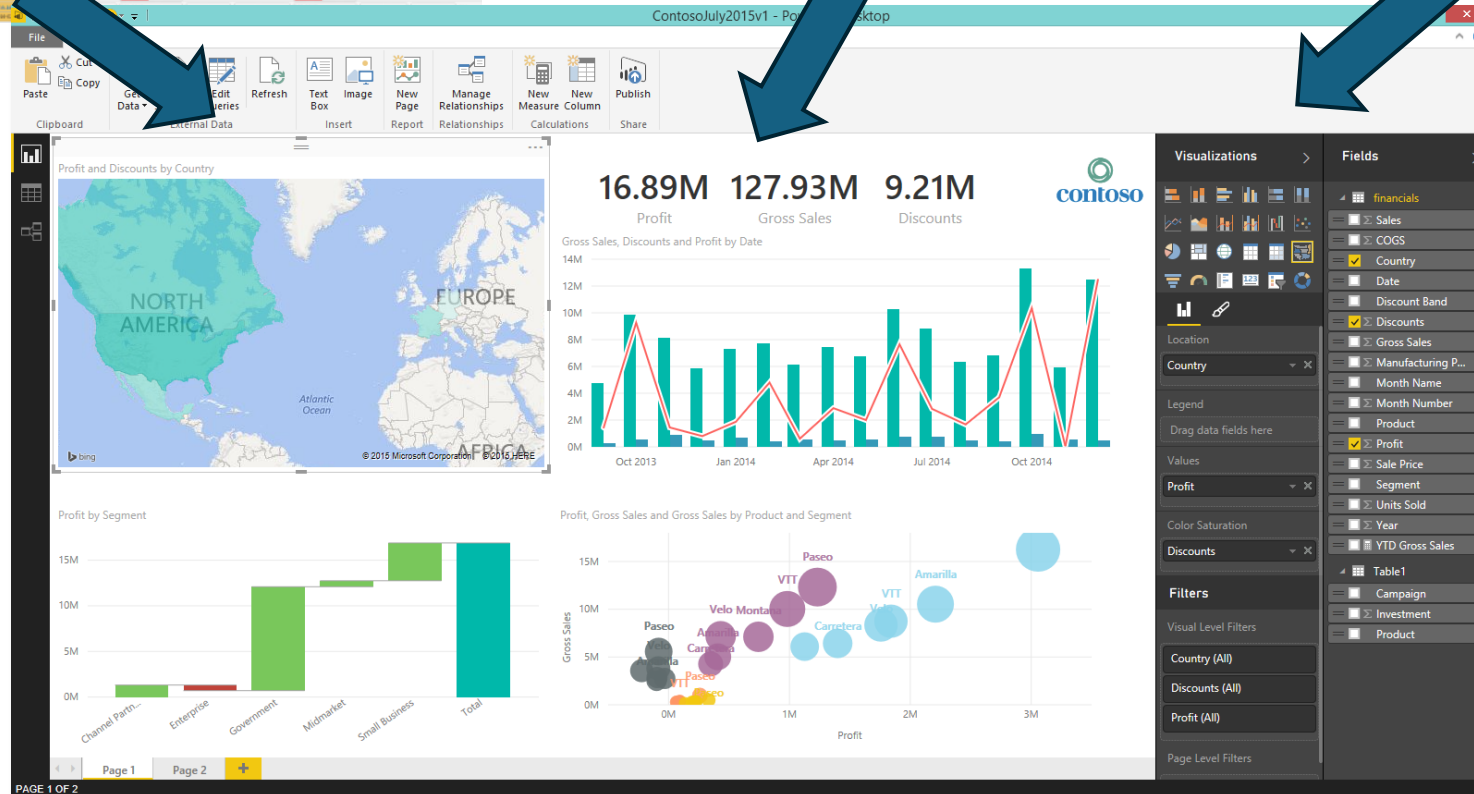 ContosoJuly2015v1 - Po sktop
File
Paste
Cut
Copy
Clipboard
Get
Data
Edit
Queries
Refresh
External Data
Text
Box
Image
Insert
New
Page
Report
Manage
Relationships
Relationships
New
Measure
New
Column
Calculations
Publish
Share
Profit and Discounts by Country
NORTH
AMERICA
EUROPE
Atlantic
Ocean
AFRICA
bing
© 2015 Microsoft Corporation © 2015 HERE
16.89M 127.93M 9.21M
Profit Gross Sales Discounts
contoso
Gross Sales, Discounts and Profit by Date
14M
12M
10M
8M
6M
4M
2M
0M
Oct 2013 Jan 2014 Apr 2014 Jul 2014 Oct 2014
Profit by Segment
15M
10M
5M
0M
Channel Partn...
Enterprise
Government
Midmarket
Small Business
Total
Profit, Gross Sales and Gross Sales by Product and Segment
Gross Sales
15M
10M
5M
0M
Paseo
VTT
Amarilla
VTT
Velo
Velo Montana
Paseo
Amarilla
Carretera
Velo
Carretera
Amarilla
VTT
Paseo
Paseo
0M 1M 2M 3M
Profit
Visualizations
Location
Country
Legend
Drag data fields here
Values
Profit
Color Saturation
Discounts
Filters
Visual Level Filters
Country (All)
Discounts (All)
Profit (All)
Page Level Filters
Fields
financials
Sales
COGS
Country
Date
Discount Band
Discounts
Gross Sales
Manufacturing P...
Month Name
Month Number
Product
Profit
Sale Price
Segment
Units Sold
Year
YTD Gross Sales
Table1
Campaign
Investment
Product
Page 1 Page 2
PAGE 1 OF 2